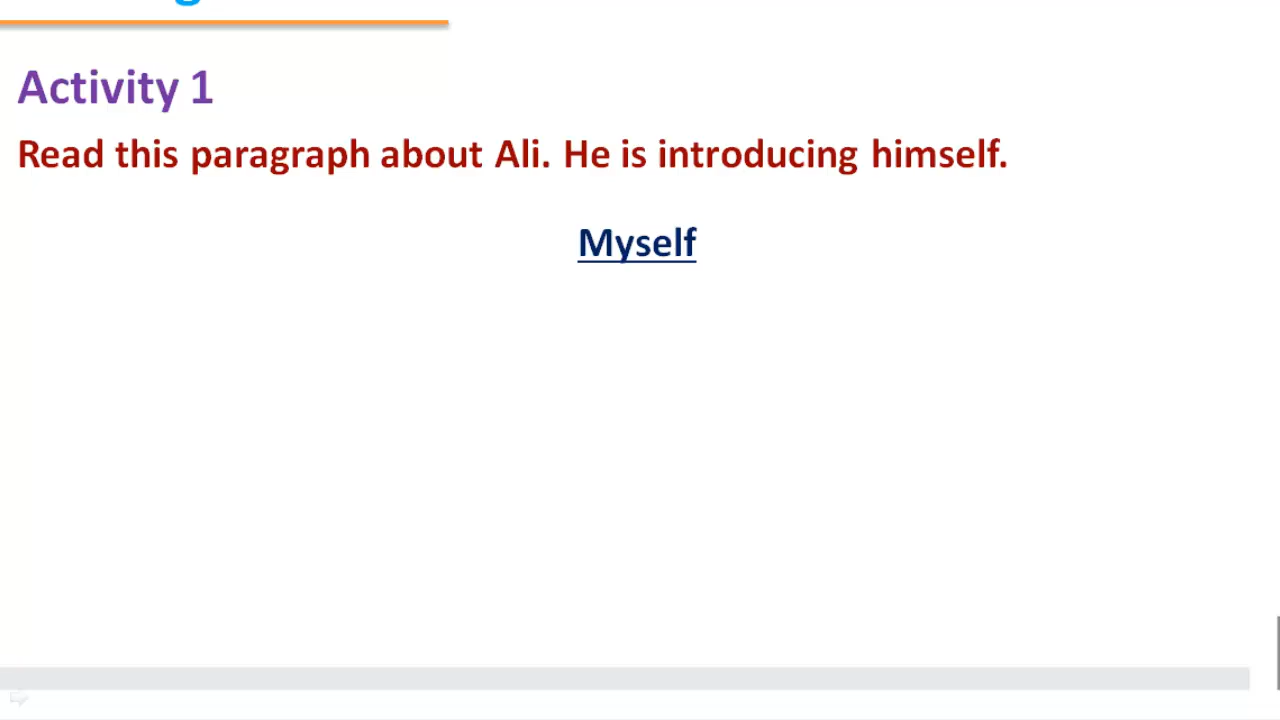 Activity 1
Read this paragraph about Ali. He is introducing himself.
Myself